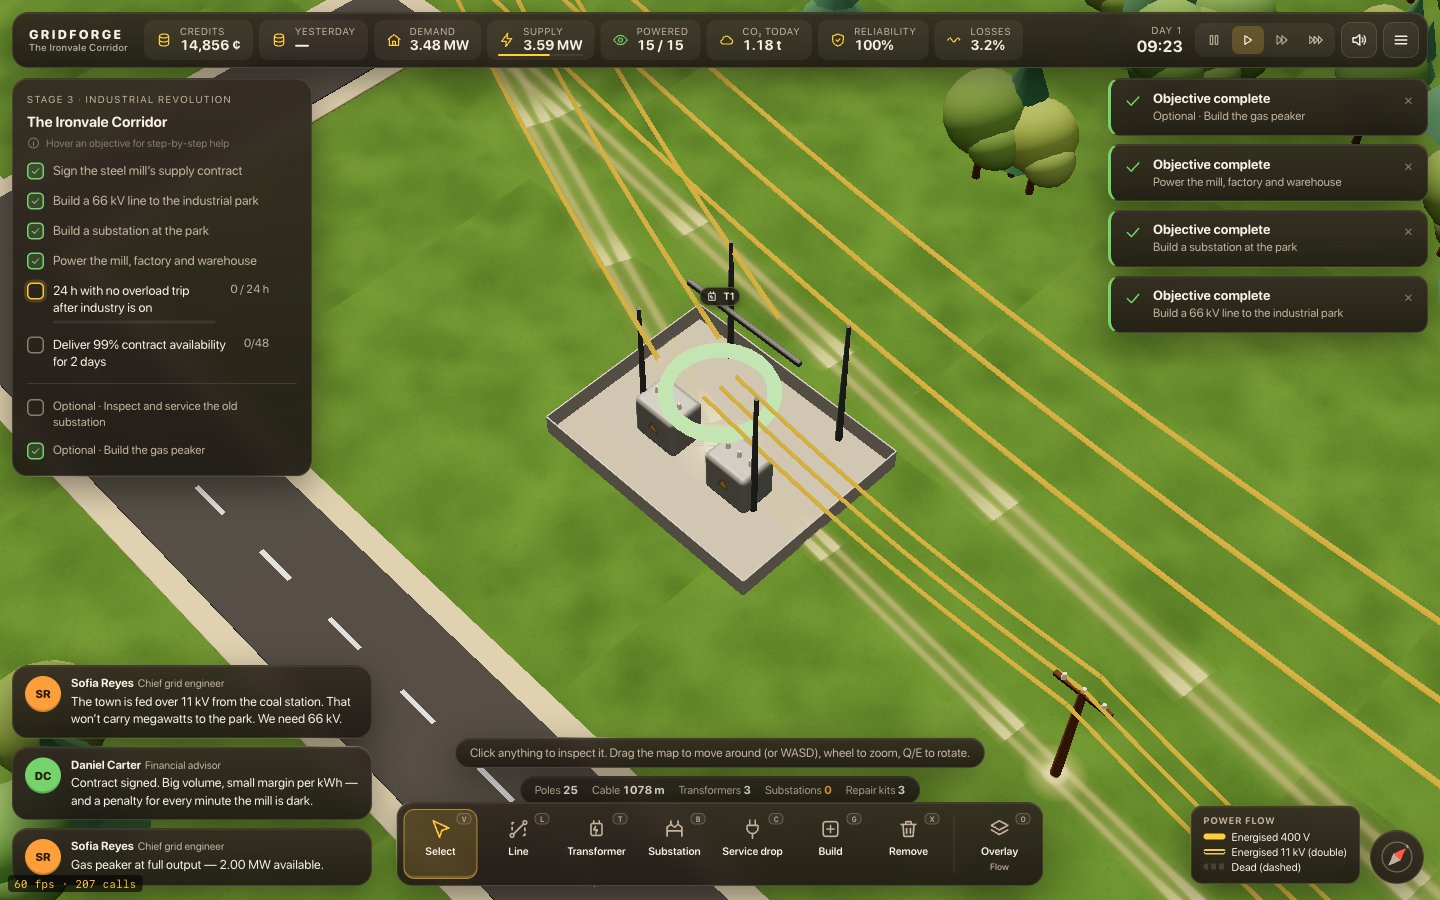 GRIDFORGE
The Ironvale Corridor
CREDITS
14,856 ¢
YESTERDAY
—
DEMAND
3.48 MW
SUPPLY
3.59 MW
POWERED
15 / 15
CO₂ TODAY
1.18 t
RELIABILITY
100%
LOSSES
3.2%
DAY 1
09:23
STAGE 3 · INDUSTRIAL REVOLUTION
The Ironvale Corridor
Hover an objective for step-by-step help
Sign the steel mill’s supply contract
Build a 66 kV line to the industrial park
Build a substation at the park
Power the mill, factory and warehouse
24 h with no overload trip 0 / 24 h
after industry is on
Deliver 99% contract availability 0/48
for 2 days
Optional · Inspect and service the old
substation
Optional · Build the gas peaker
Objective complete
Optional · Build the gas peaker
Objective complete
Power the mill, factory and warehouse
Objective complete
Build a substation at the park
Objective complete
Build a 66 kV line to the industrial park
T1
Sofia Reyes Chief grid engineer
SR
The town is fed over 11 kV from the coal station. That
won’t carry megawatts to the park. We need 66 kV.
Daniel Carter Financial advisor
DC
Contract signed. Big volume, small margin per kWh —
and a penalty for every minute the mill is dark.
Sofia Reyes Chief grid engineer
SR
Gas peaker at full output — 2.00 MW available.
60 fps · 207 calls
Click anything to inspect it. Drag the map to move around (or WASD), wheel to zoom, Q/E to rotate.
Poles 25 Cable 1078 m Transformers 3 Substations 0 Repair kits 3
V
Select
L
Line
T
Transformer
B
Substation
C
Service drop
G
Build
X
Remove
O
Overlay
Flow
POWER FLOW
Energised 400 V
Energised 11 kV (double)
Dead (dashed)